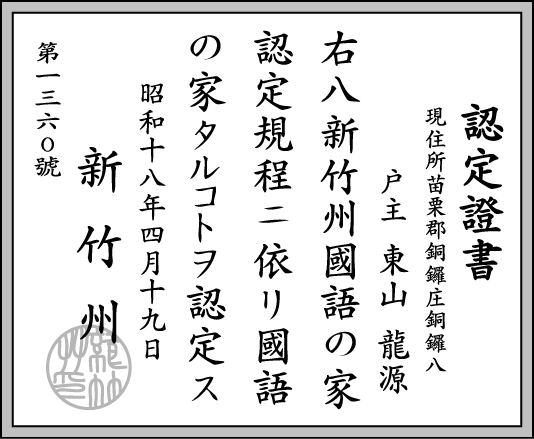 認定證書
現住所苗栗郡銅鑼庄銅鑼八
戸主 東山 龍源
右八新竹州國語の家
認定規程ニ依リ國語
の家タルコトヲ認定ス
昭和十八年四月十九日
新竹州
第一三六〇號